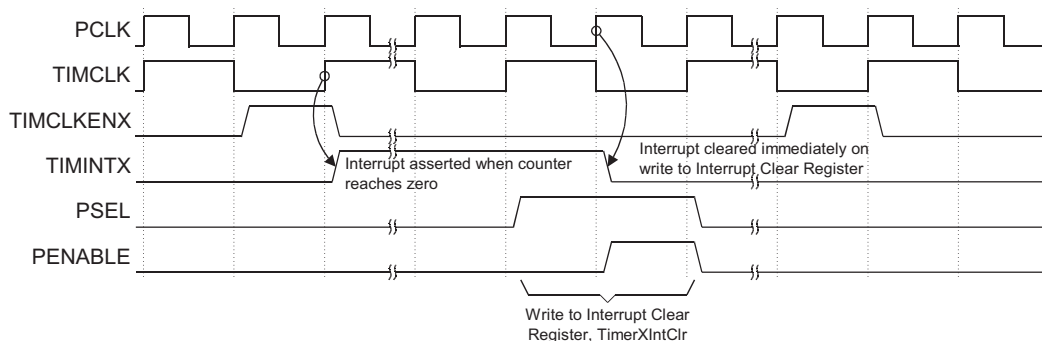 PCLK
TIMCLK
TIMCLKENX
TIMINTX
Interrupt asserted when counter
reaches zero
Interrupt cleared immediately on
write to Interrupt Clear Register
PSEL
PENABLE
Write to Interrupt Clear
Register, TimerXIntClr